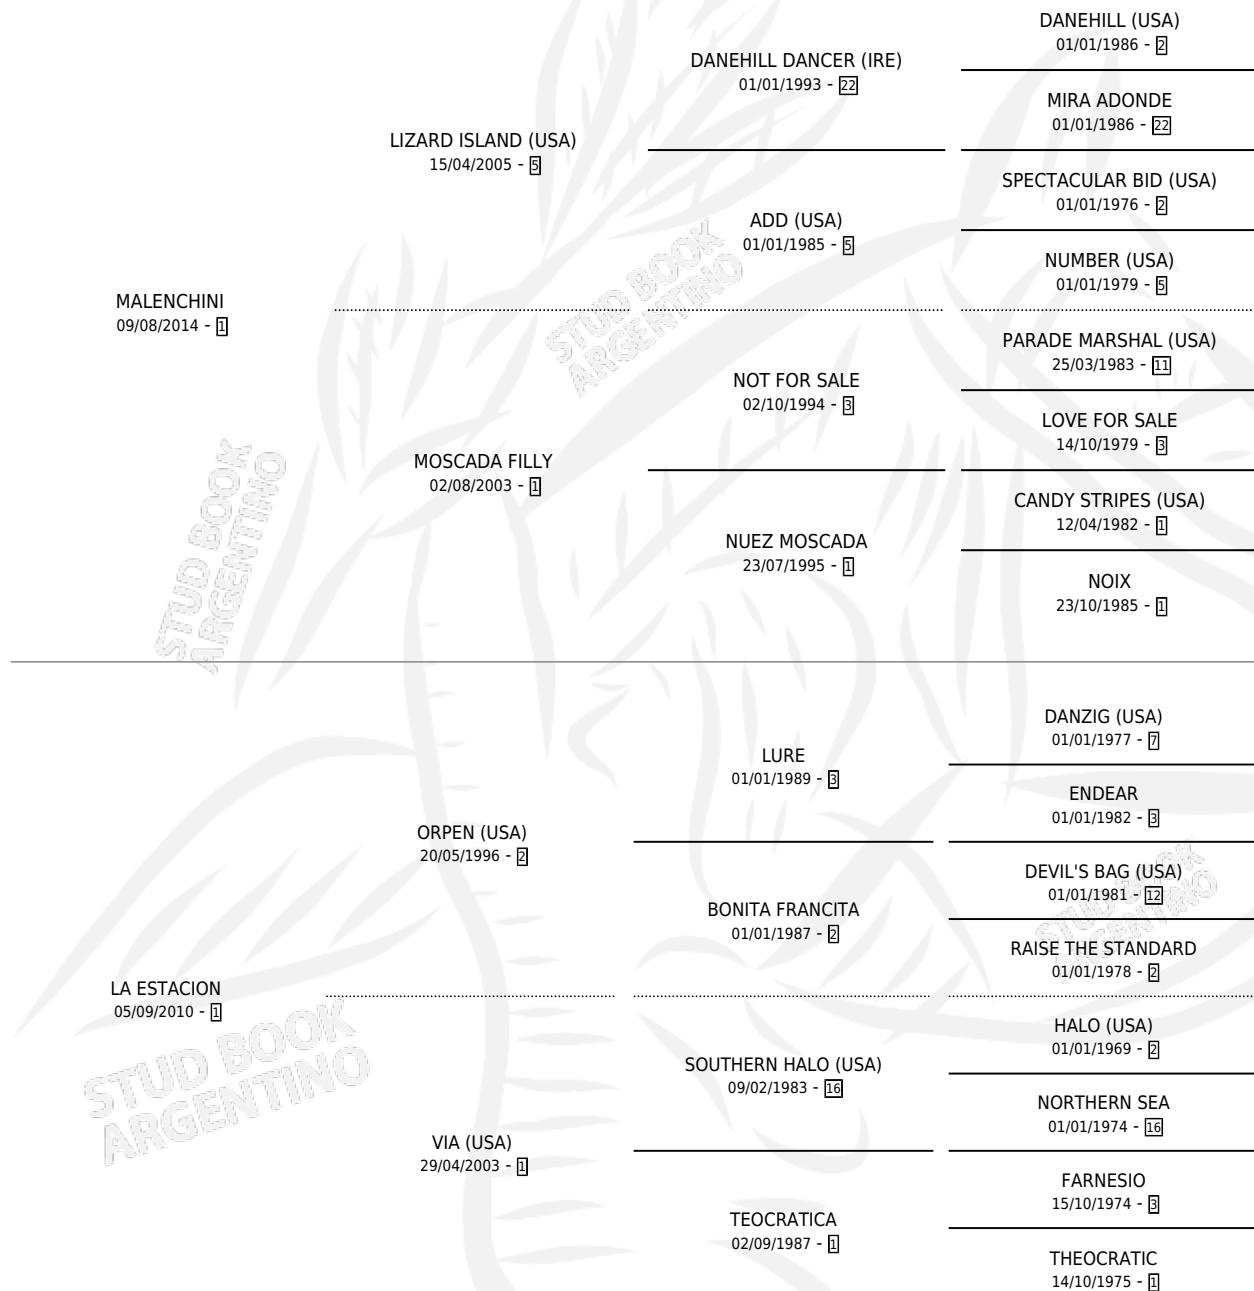 DANEHILL (USA)
01/01/1986 - 2
DANEHILL DANCER (IRE)
01/01/1993 - 22
MIRA ADONDE
01/01/1986 - 22
LIZARD ISLAND (USA)
15/04/2005 - 5
SPECTACULAR BID (USA)
01/01/1976 - 2
ADD (USA)
01/01/1985 - 5
NUMBER (USA)
01/01/1979 - 5
MALENCHINI
09/08/2014 - 1
PARADE MARSHAL (USA)
25/03/1983 - 11
NOT FOR SALE
02/10/1994 - 3
LOVE FOR SALE
14/10/1979 - 3
MOSCADA FILLY
02/08/2003 - 1
CANDY STRIPES (USA)
12/04/1982 - 1
NUEZ MOSCADA
23/07/1995 - 1
NOIX
23/10/1985 - 1
STUD BOOK
ARGENTINO
STUD BOOK
ARGENTINO
DANZIG (USA)
01/01/1977 - 7
LURE
01/01/1989 - 3
ENDEAR
01/01/1982 - 3
ORPEN (USA)
20/05/1996 - 2
DEVIL'S BAG (USA)
01/01/1981 - 12
BONITA FRANCITA
01/01/1987 - 2
RAISE THE STANDARD
01/01/1978 - 2
LA ESTACION
05/09/2010 - 1
HALO (USA)
01/01/1969 - 2
SOUTHERN HALO (USA)
09/02/1983 - 16
NORTHERN SEA
01/01/1974 - 16
VIA (USA)
29/04/2003 - 1
FARNESIO
15/10/1974 - 3
TEOCRATICA
02/09/1987 - 1
THEOCRATIC
14/10/1975 - 1
STUD BOOK
ARGENTINO
STUD BOOK
ARGENTINO